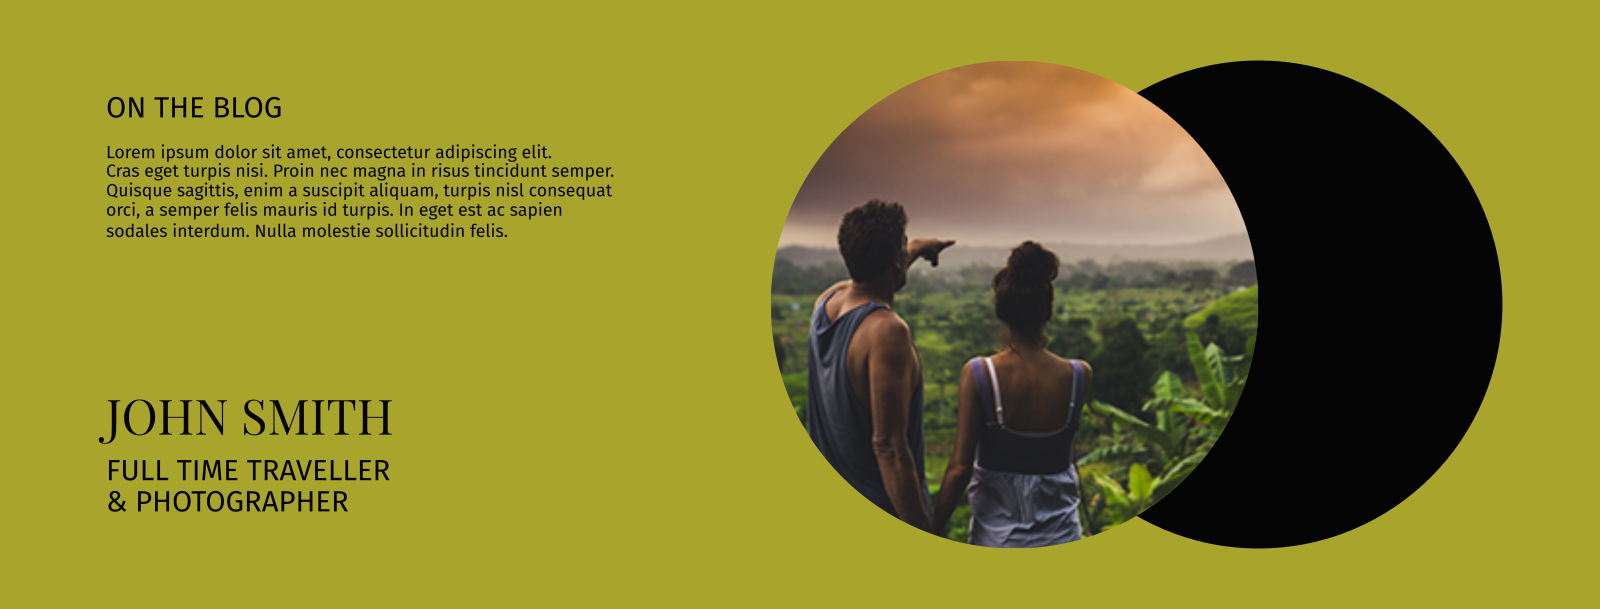 ON THE BLOG
Lorem ipsum dolor sit amet, consectetur adipiscing elit.
Cras eget turpis nisi. Proin nec magna in risus tincidunt semper.
Quisque sagittis, enim a suscipit aliquam, turpis nisl consequat
orci, a semper felis mauris id turpis. In eget est ac sapien
sodales interdum. Nulla molestie sollicitudin felis.
JOHN SMITH
FULL TIME TRAVELLER
& PHOTOGRAPHER